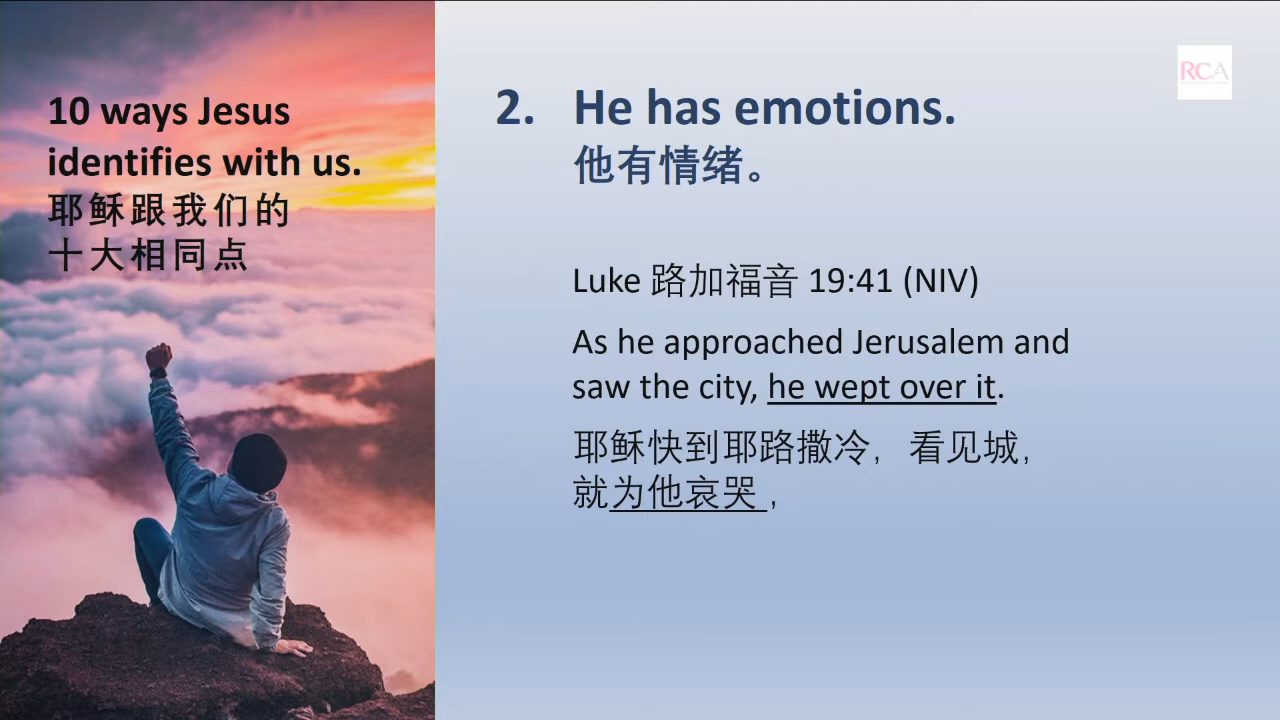 10 ways Jesus
identifies with us.
耶稣跟我们的
十大相同点
RCA
2. He has emotions.
他有情绪。
Luke 路加福音 19:41 (NIV)
As he approached Jerusalem and
saw the city, he wept over it.
耶稣快到耶路撒冷，看见城，
就为他哀哭，